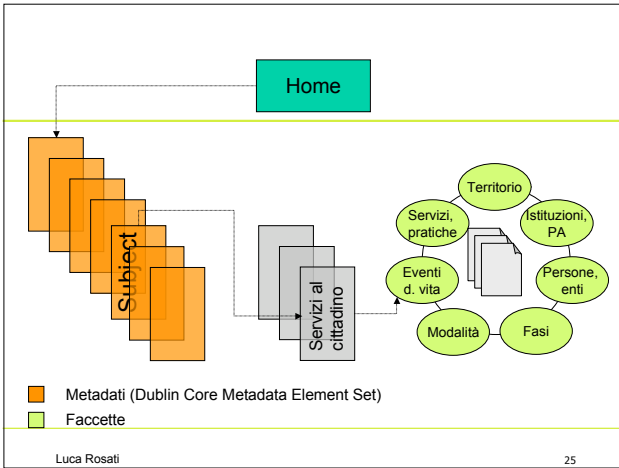 Home
Subject
Servizi al
cittadino
Territorio
Servizi,
pratiche
Istituzioni,
PA
Eventi
d. vita
Persone,
enti
Modalità
Fasi
Metadati (Dublin Core Metadata Element Set)
Faccette
Luca Rosati
25